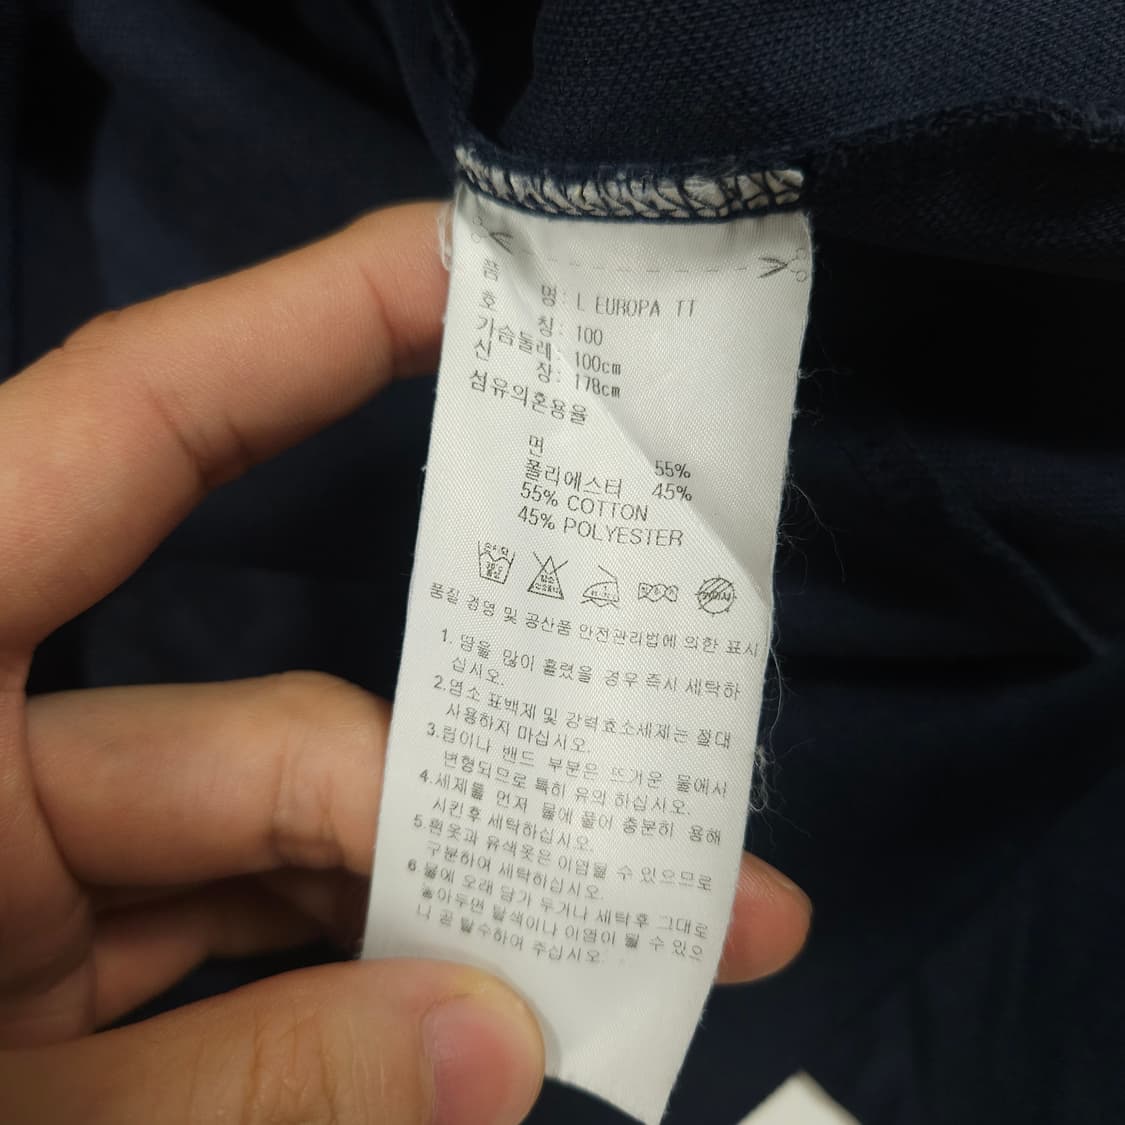 품 명: L EUROPA TT
호 칭: 100
가슴둘레: 100cm
신 장: 178cm
섬유의혼용율
면 55%
폴리에스터 45%
55% COTTON
45% POLYESTER
품질 경영 및 공산품 안전관리법에 의한 표시
1. 땀을 많이 흘렸을 경우 즉시 세탁하
십시오.
2.염소 표백제 및 강력효소세제는 절대
사용하지 마십시오.
3.립이나 밴드 부분은 뜨거운 물에서
변형되므로 특히 유의 하십시오.
4.세제를 먼저 물에 풀어 충분히 용해
시킨후 세탁하십시오.
5.흰옷과 유색옷은 이염될 수 있으므로
구분하여 세탁하십시오.
6 물에 오래 담가 두거나 세탁후 그대로
놓아두면 탈색이나 이염이 될 수 있으
니 곧 탈수하여 주십시오.